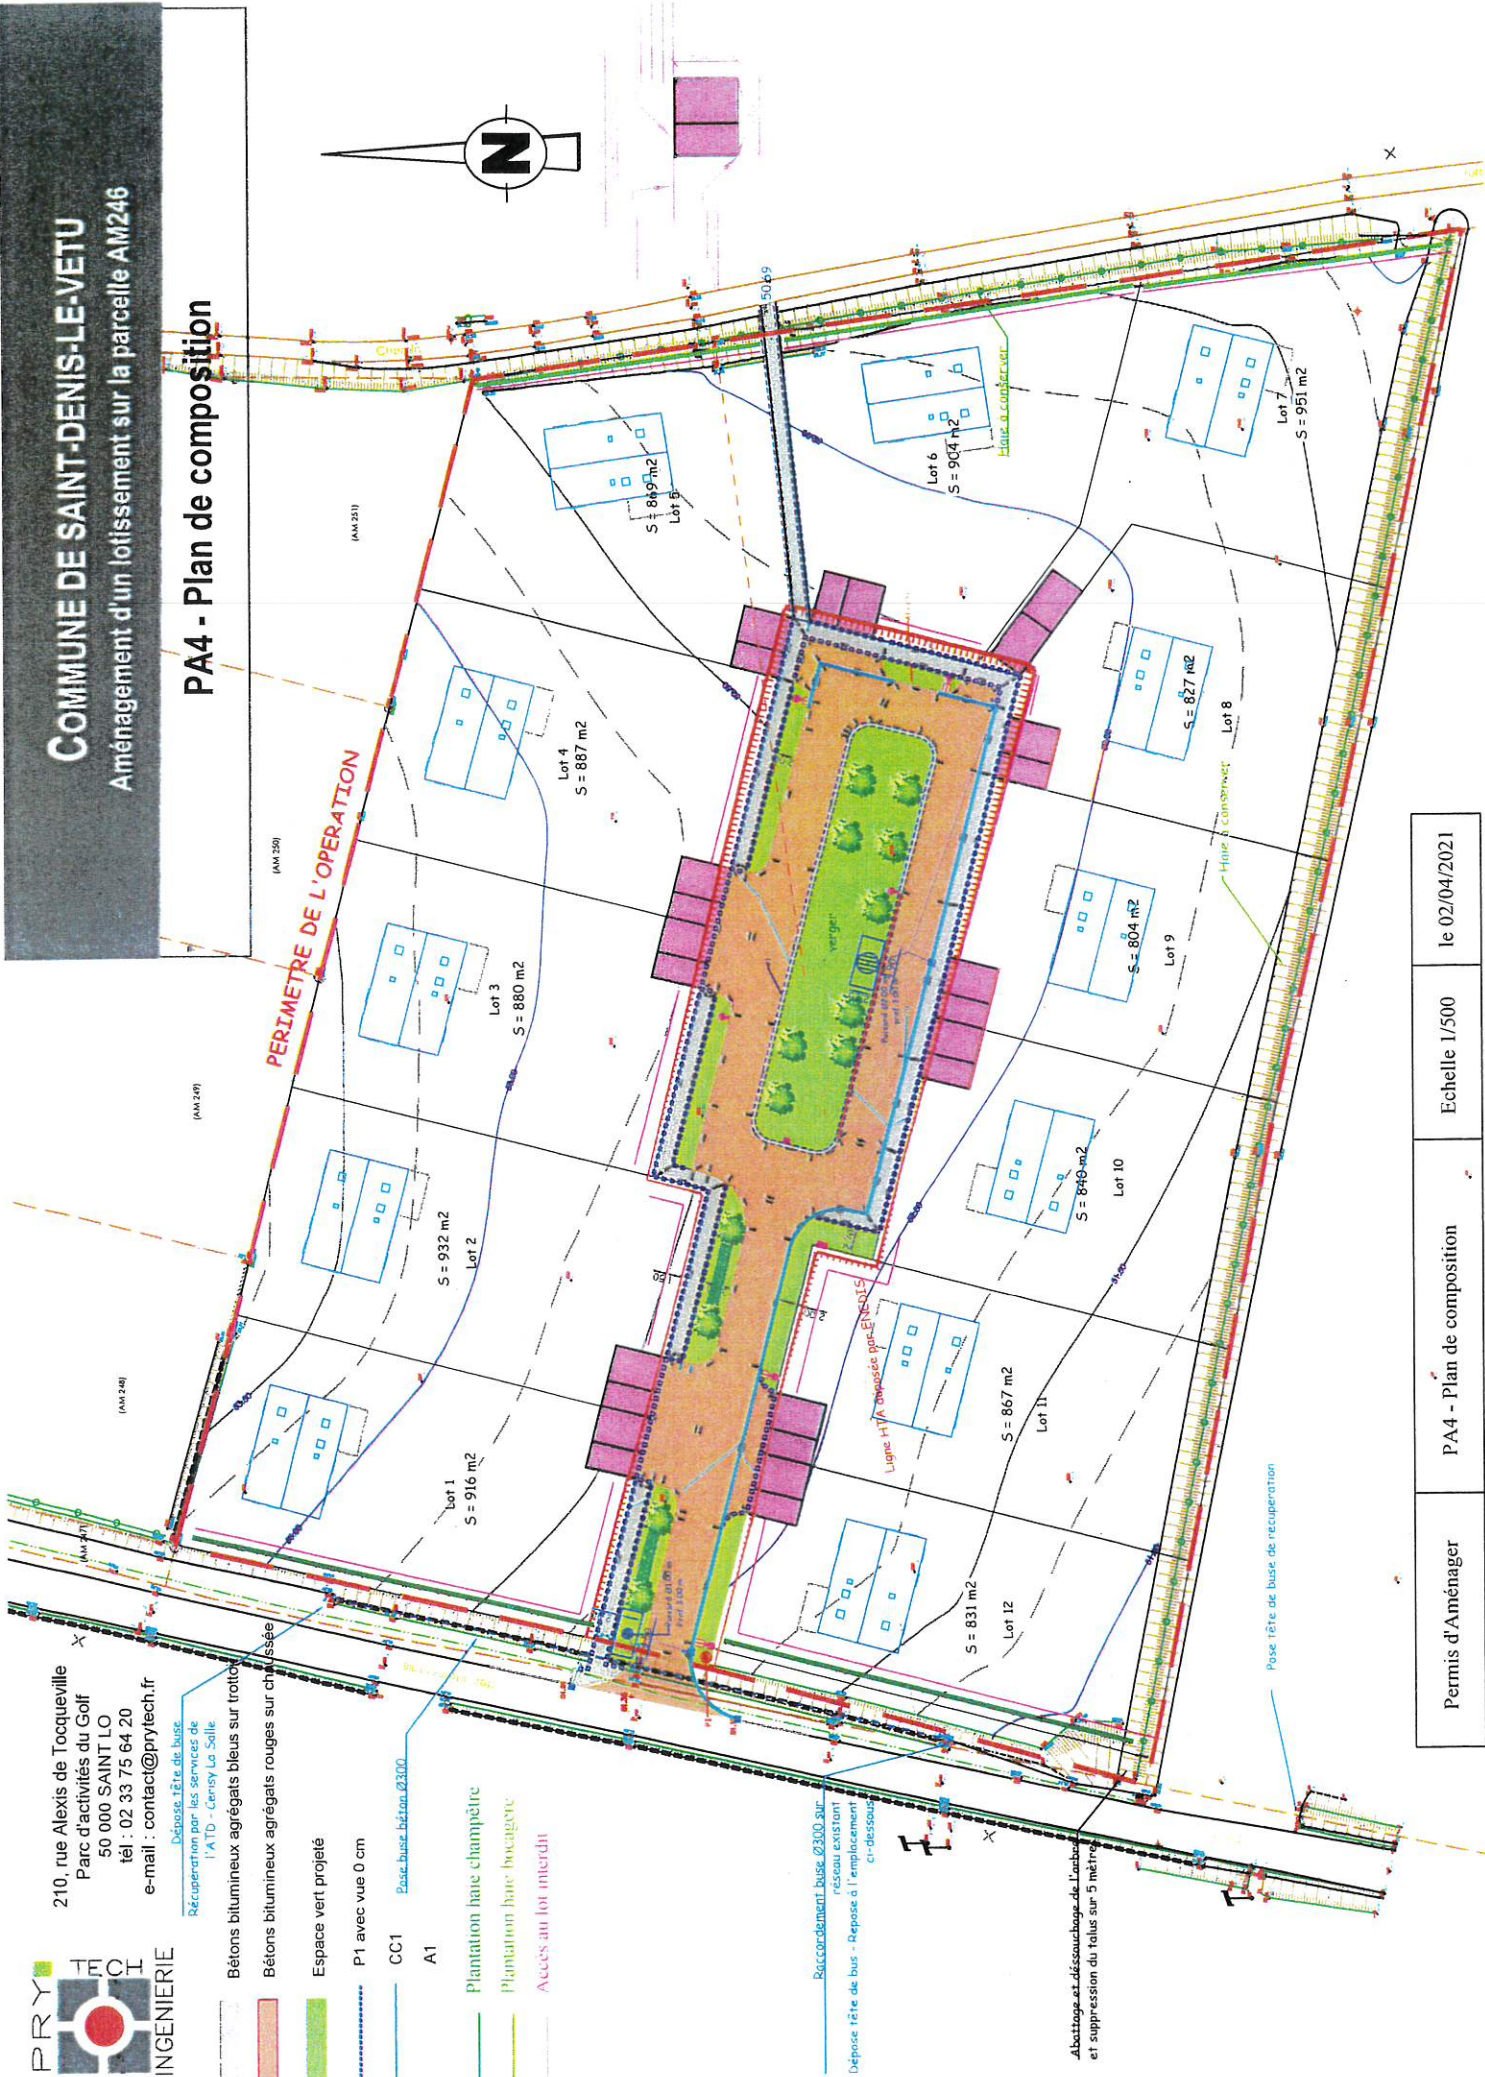 COMMUNE DE SAINT-DENIS-LE-VETU
Aménagement d'un lotissement sur la parcelle AM246
PA4 - Plan de composition
N
PRY
TECH
INGENIERIE
210, rue Alexis de Tocqueville
Parc d'activités du Golf
50 000 SAINT LO
tél : 02 33 75 64 20
e-mail : contact@prytech.fr
Dépose tête de buse
Récupération par les services de
l'ATD - Cerisy La Salle
Bétons bitumineux agrégats bleus sur trottoir
Bétons bitumineux agrégats rouges sur chaussée
Espace vert projeté
P1 avec vue 0 cm
CC1
A1
Pose buse béton Ø300
Plantation haie champêtre
Plantation haie bocagère
Accès au lot interdit
PERIMETRE DE L'OPERATION
(AM 247)
(AM 248)
(AM 249)
(AM 250)
(AM 251)
Lot 1
S = 916 m2
S = 932 m2
Lot 2
Lot 3
S = 880 m2
Lot 4
S = 887 m2
S = 869 m2
Lot 5
Lot 6
S = 904 m2
Lot 7
S = 951 m2
S = 827 m2
Lot 8
S = 804 m2
Lot 9
S = 840 m2
Lot 10
S = 867 m2
Lot 11
S = 831 m2
Lot 12
50.69
Haie à conserver
Haie à conserver
verger
Ligne HTA déposée par ENEDIS
Raccordement buse Ø300 sur
réseau existant
Dépose tête de bus - Repose à l'emplacement
ci-dessous
Abattage et déssouchage de l'arbre
et suppression du talus sur 5 mètre
Pose tête de buse de recuperation
Permis d'Aménager
PA4 - Plan de composition
Echelle 1/500
le 02/04/2021